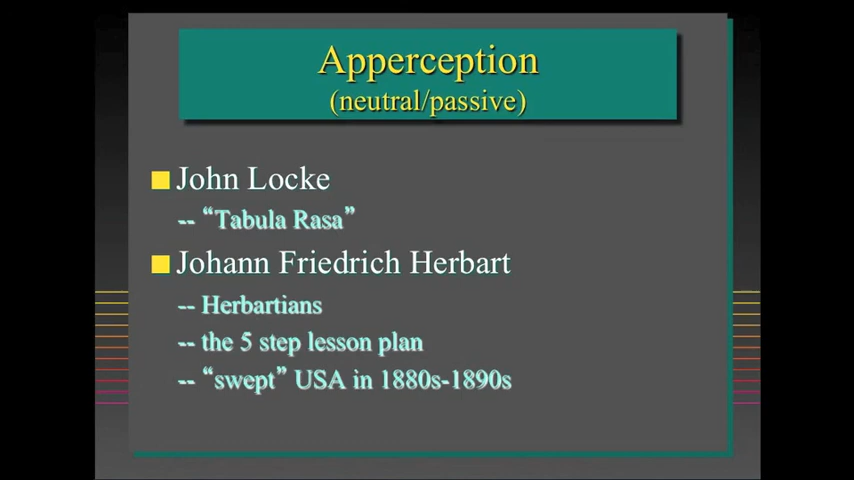 Apperception
(neutral/passive)
John Locke
-- “Tabula Rasa”
Johann Friedrich Herbart
-- Herbartians
-- the 5 step lesson plan
-- “swept” USA in 1880s-1890s